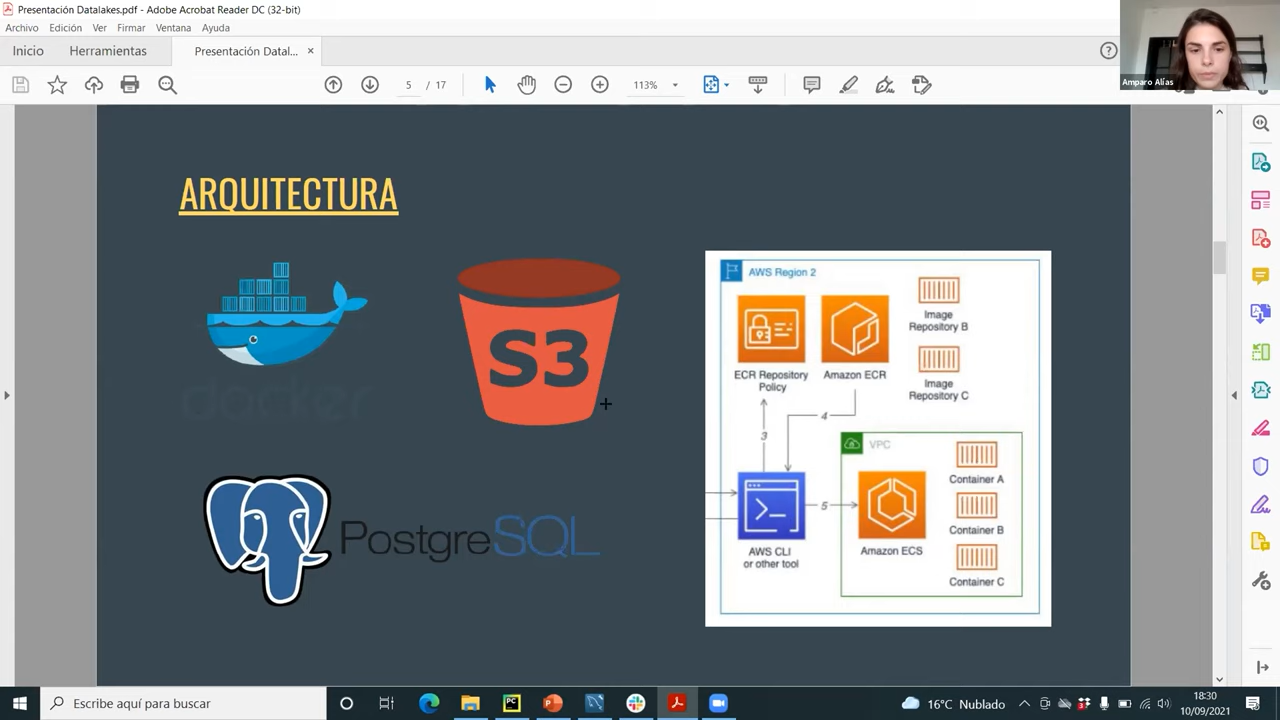 Presentación Datalakes.pdf - Adobe Acrobat Reader DC (32-bit)
Archivo Edición Ver Firmar Ventana Ayuda
Inicio Herramientas Presentación Datal... ×
5 / 17 113%
Amparo Alías
ARQUITECTURA
docker
S3
PostgreSQL
AWS Region 2
ECR Repository
Policy
Amazon ECR
Image
Repository B
Image
Repository C
3
4
VPC
AWS CLI
or other tool
5
Amazon ECS
Container A
Container B
Container C
Escribe aquí para buscar
PC
16°C Nublado
18:30
10/09/2021